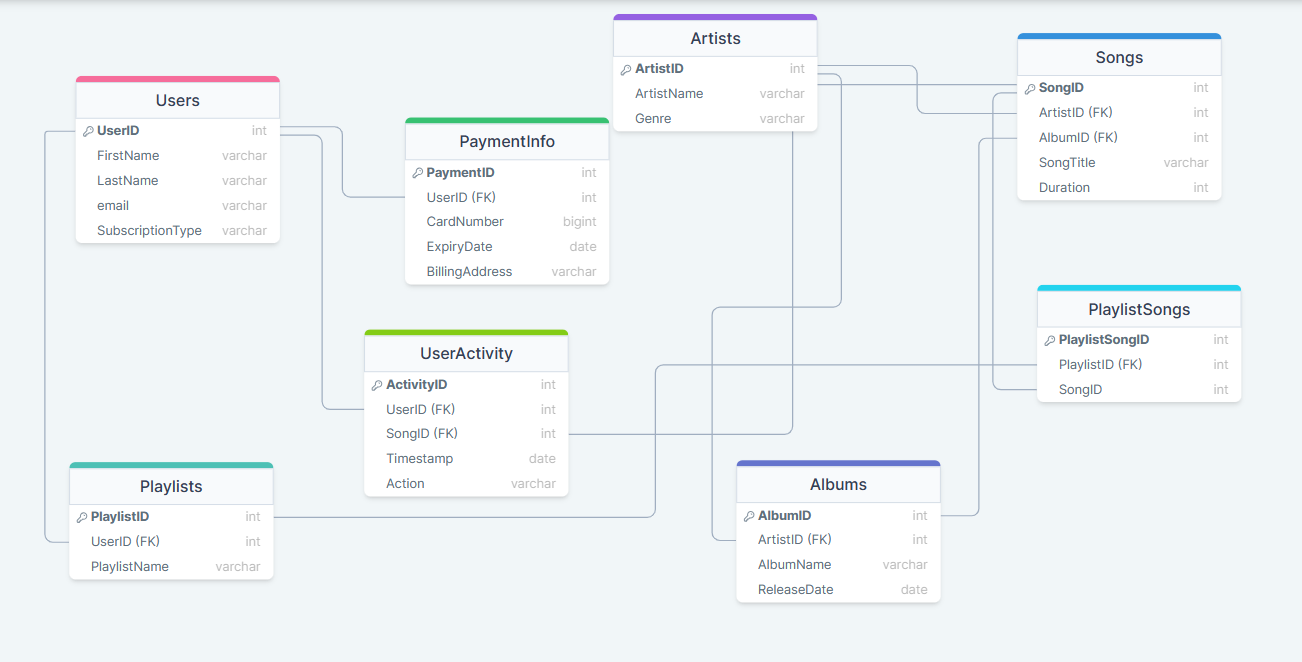 Artists
ArtistID int
ArtistName varchar
Genre varchar
Songs
SongID int
ArtistID (FK) int
AlbumID (FK) int
SongTitle varchar
Duration int
Users
UserID int
FirstName varchar
LastName varchar
email varchar
SubscriptionType varchar
PaymentInfo
PaymentID int
UserID (FK) int
CardNumber bigint
ExpiryDate date
BillingAddress varchar
UserActivity
ActivityID int
UserID (FK) int
SongID (FK) int
Timestamp date
Action varchar
PlaylistSongs
PlaylistSongID int
PlaylistID (FK) int
SongID int
Playlists
PlaylistID int
UserID (FK) int
PlaylistName varchar
Albums
AlbumID int
ArtistID (FK) int
AlbumName varchar
ReleaseDate date